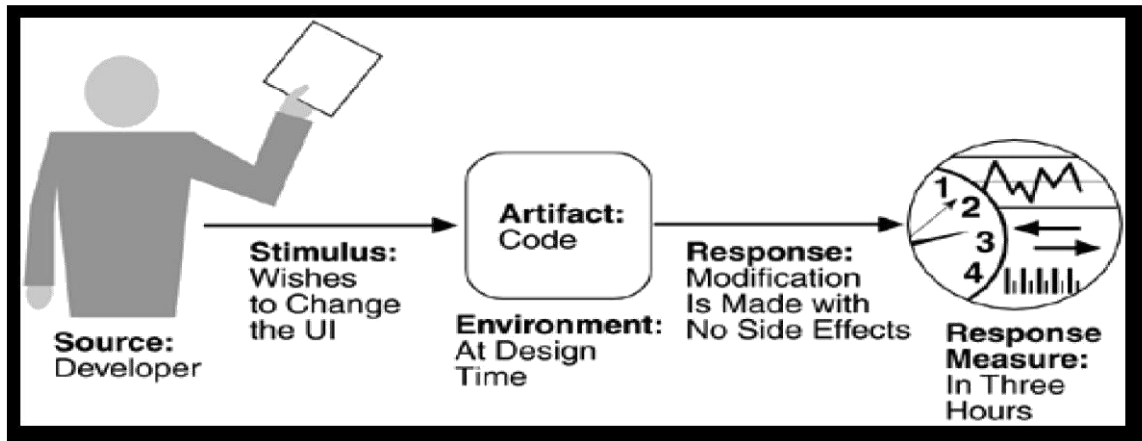 Source:
Developer
Stimulus:
Wishes
to Change
the UI
Artifact:
Code
Environment:
At Design
Time
Response:
Modification
Is Made with
No Side Effects
1
2
3
4
Response
Measure:
In Three
Hours